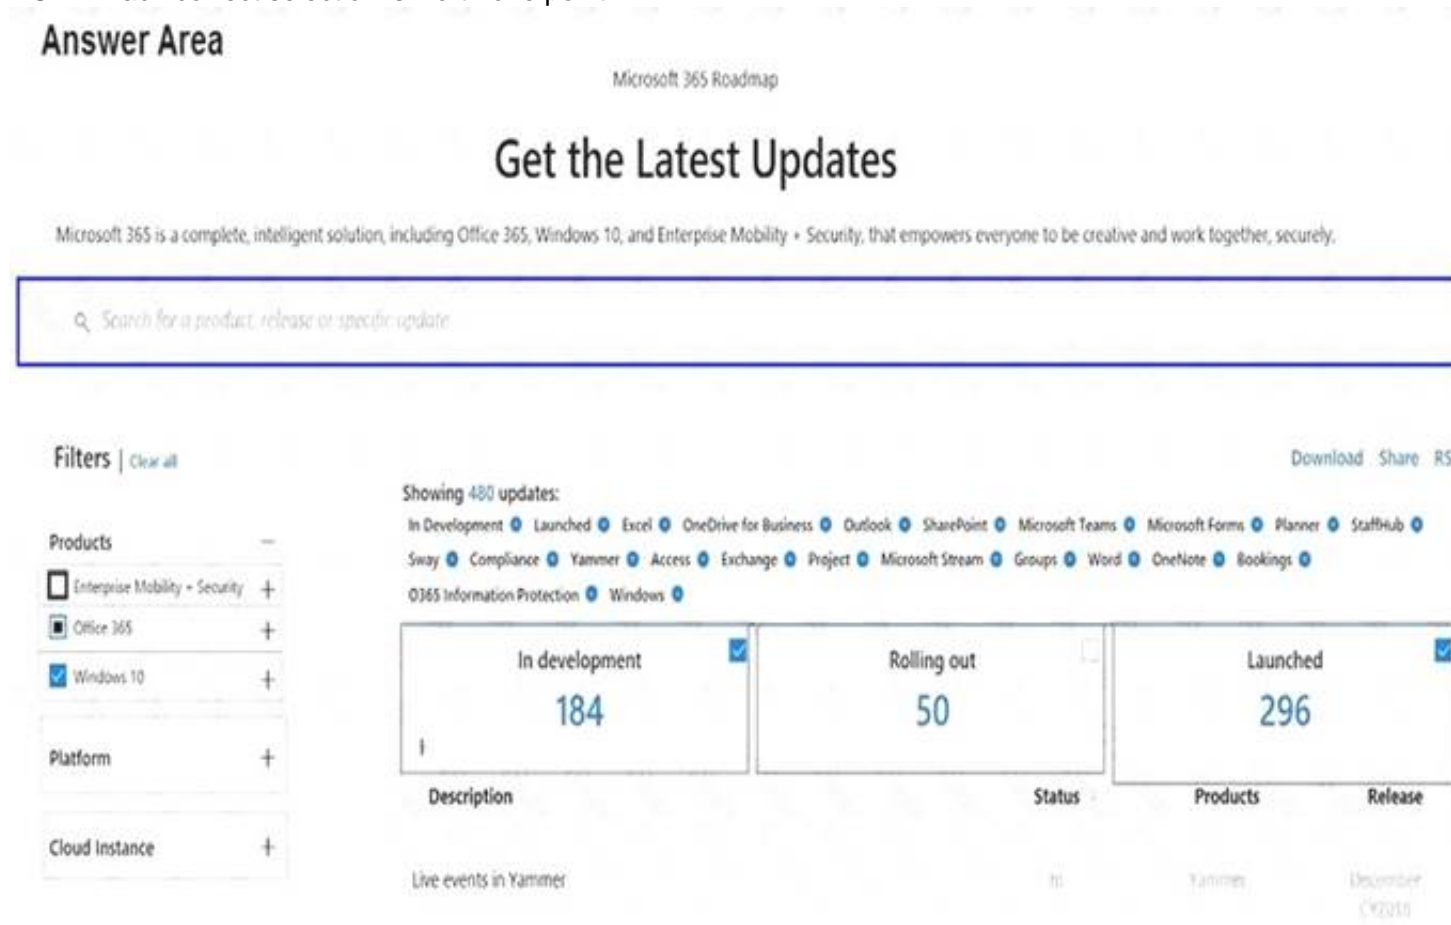 Answer Area
Microsoft 365 Roadmap
Get the Latest Updates
Microsoft 365 is a complete, intelligent solution, including Office 365, Windows 10, and Enterprise Mobility + Security, that empowers everyone to be creative and work together, securely.
Search for a product, release or specific update
Filters | Clear all
Download Share RS
Showing 480 updates:
In Development Launched Excel OneDrive for Business Outlook SharePoint Microsoft Teams Microsoft Forms Planner StaffHub
Sway Compliance Yammer Access Exchange Project Microsoft Stream Groups Word OneNote Bookings
O365 Information Protection Windows
Products
Enterprise Mobility + Security
Office 365
Windows 10
Platform
Cloud Instance
In development
184
Rolling out
50
Launched
296
Description Status Products Release
Live events in Yammer Yammer December
CY2018